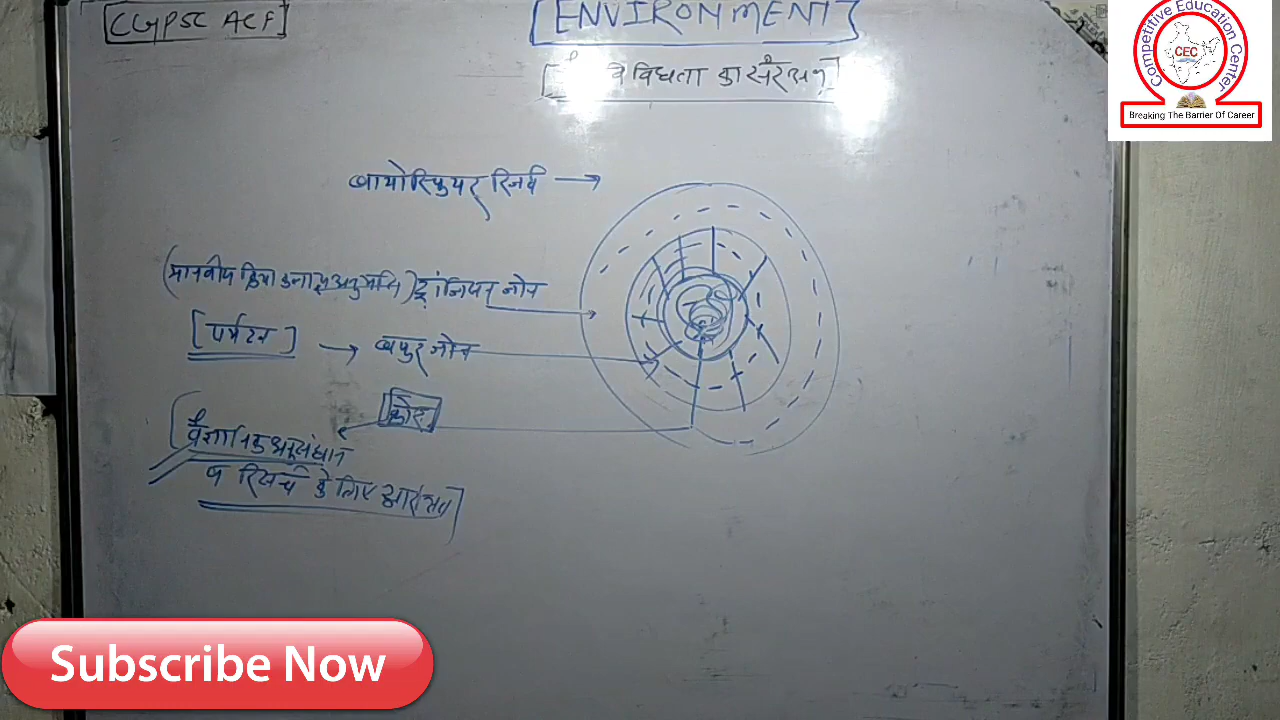 CGPSC ACF
[ENVIRONMENT]
विविधता का संरक्षण
बायोस्फियर रिजर्व →
(मानवीय क्रिया कलाप अनुमति) ट्रांजियन जोन
[पर्यटन] → बफर जोन
कोर
[वैज्ञानिक अनुसंधान
व रिसर्च के लिए आरक्षित]
Competitive Education Center
CEC
Breaking The Barrier Of Career
Subscribe Now